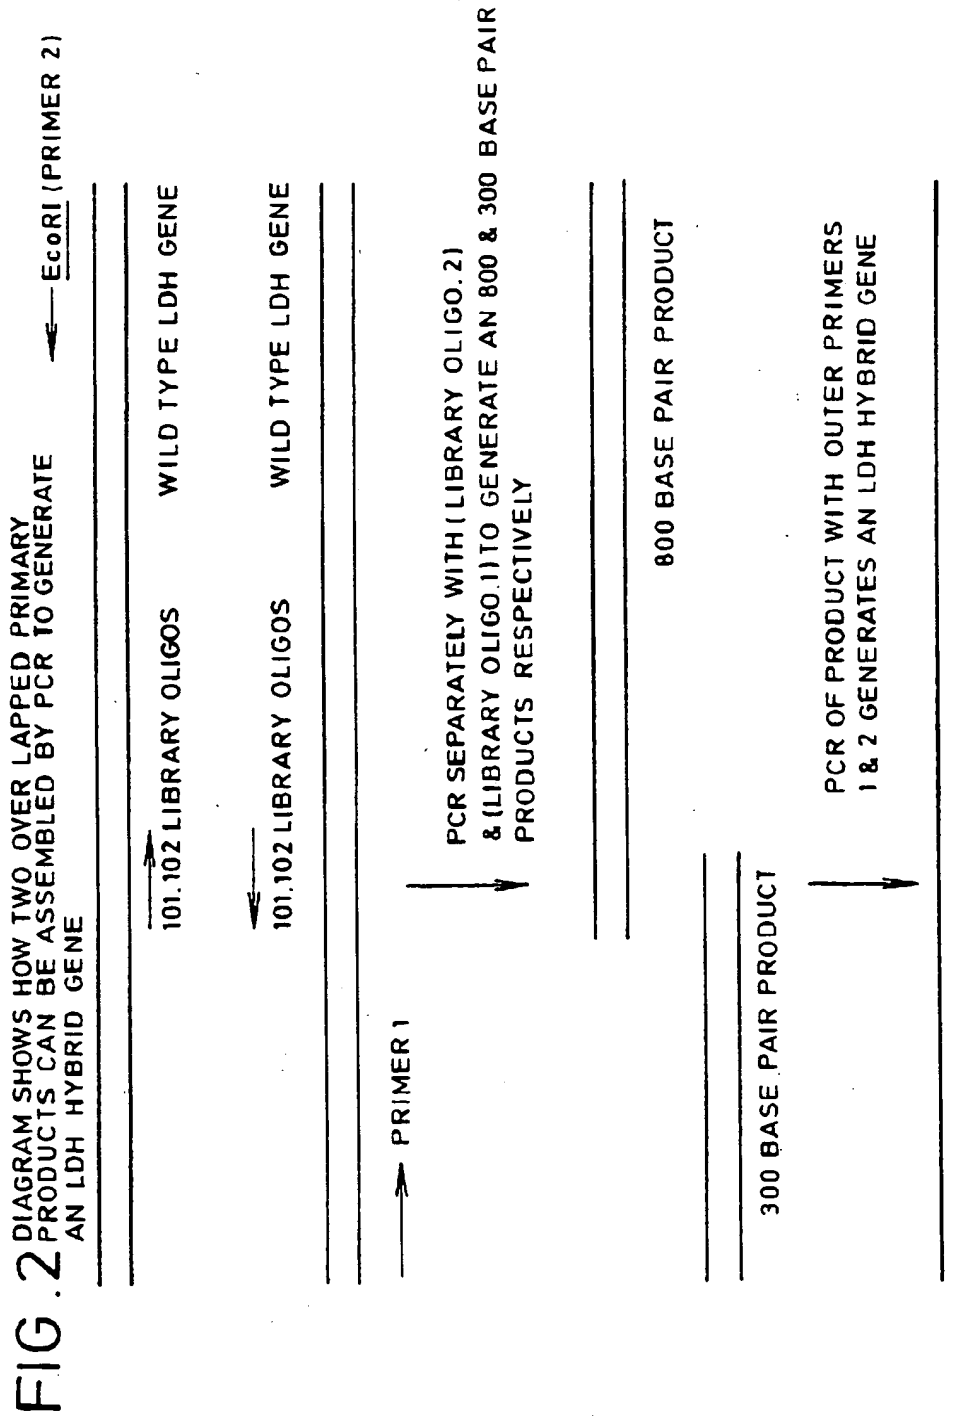 FIG.2
DIAGRAM SHOWS HOW TWO OVER LAPPED PRIMARY
PRODUCTS CAN BE ASSEMBLED BY PCR TO GENERATE
AN LDH HYBRID GENE
EcoRI (PRIMER 2)
101.102 LIBRARY OLIGOS WILD TYPE LDH GENE
101.102 LIBRARY OLIGOS WILD TYPE LDH GENE
PRIMER 1
PCR SEPARATELY WITH (LIBRARY OLIGO.2)
& (LIBRARY OLIGO.1) TO GENERATE AN 800 & 300 BASE PAIR
PRODUCTS RESPECTIVELY
800 BASE PAIR PRODUCT
300 BASE PAIR PRODUCT
PCR OF PRODUCT WITH OUTER PRIMERS
1 & 2 GENERATES AN LDH HYBRID GENE